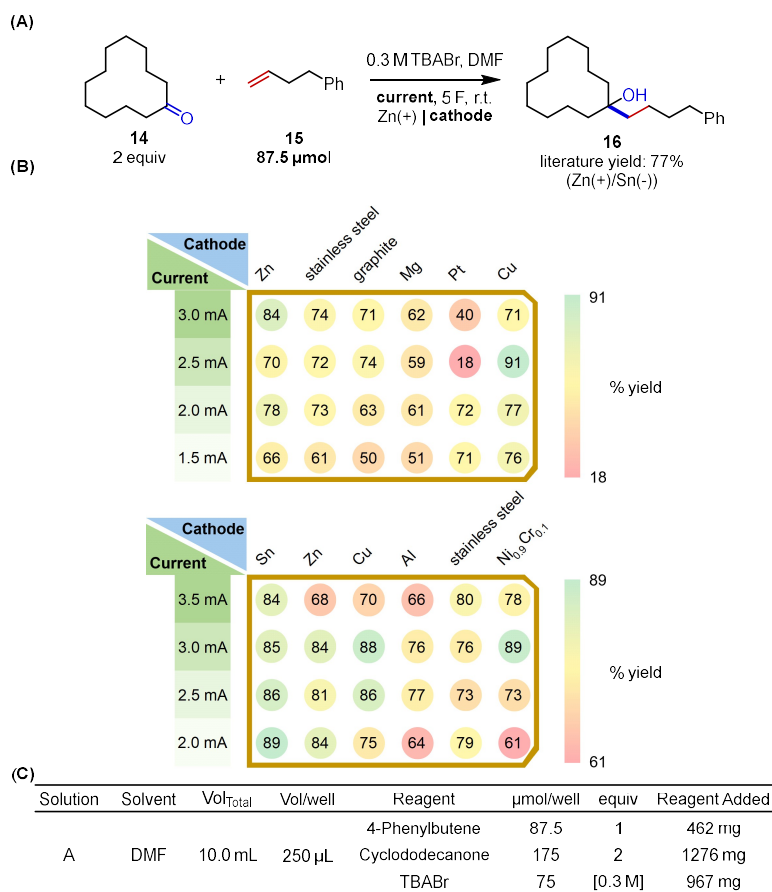 (A)
14
2 equiv
O
+
15
87.5 µmol
Ph
0.3 M TBABr, DMF
current, 5 F, r.t.
Zn(+) | cathode
OH
Ph
16
literature yield: 77%
(Zn(+)/Sn(-))
(B)
Cathode
Current
Zn stainless steel graphite Mg Pt Cu
3.0 mA 84 74 71 62 40 71
2.5 mA 70 72 74 59 18 91
2.0 mA 78 73 63 61 72 77
1.5 mA 66 61 50 51 71 76
91
% yield
18
Cathode
Current
Sn Zn Cu Al stainless steel Ni0.9Cr0.1
3.5 mA 84 68 70 66 80 78
3.0 mA 85 84 88 76 76 89
2.5 mA 86 81 86 77 73 73
2.0 mA 89 84 75 64 79 61
89
% yield
61
(C)
Solution Solvent VolTotal Vol/well Reagent µmol/well equiv Reagent Added
4-Phenylbutene 87.5 1 462 mg
A DMF 10.0 mL 250 µL Cyclododecanone 175 2 1276 mg
TBABr 75 [0.3 M] 967 mg